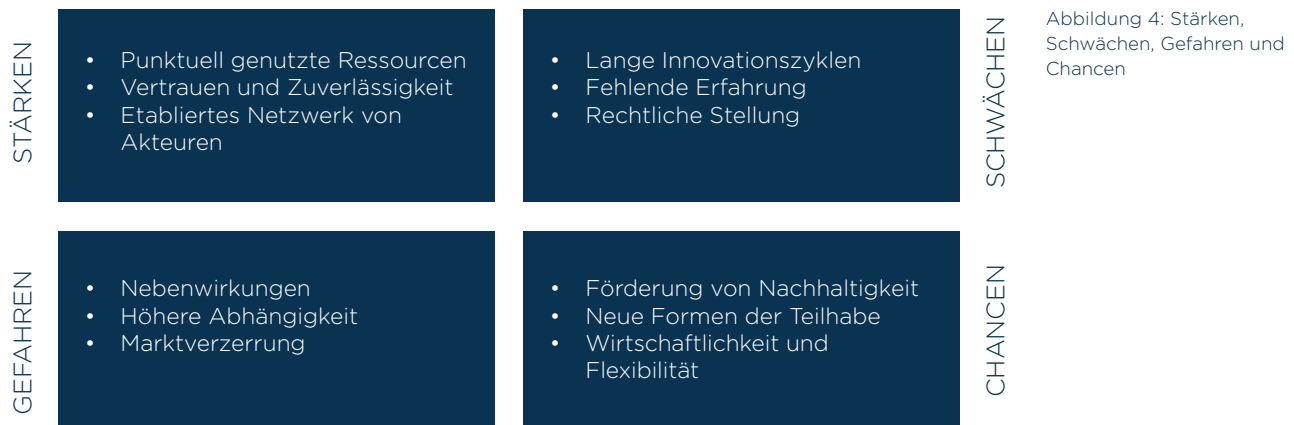 STÄRKEN
• Punktuell genutzte Ressourcen
• Vertrauen und Zuverlässigkeit
• Etabliertes Netzwerk von
Akteuren
SCHWÄCHEN
• Lange Innovationszyklen
• Fehlende Erfahrung
• Rechtliche Stellung
Abbildung 4: Stärken,
Schwächen, Gefahren und
Chancen
GEFAHREN
• Nebenwirkungen
• Höhere Abhängigkeit
• Marktverzerrung
CHANCEN
• Förderung von Nachhaltigkeit
• Neue Formen der Teilhabe
• Wirtschaftlichkeit und
Flexibilität